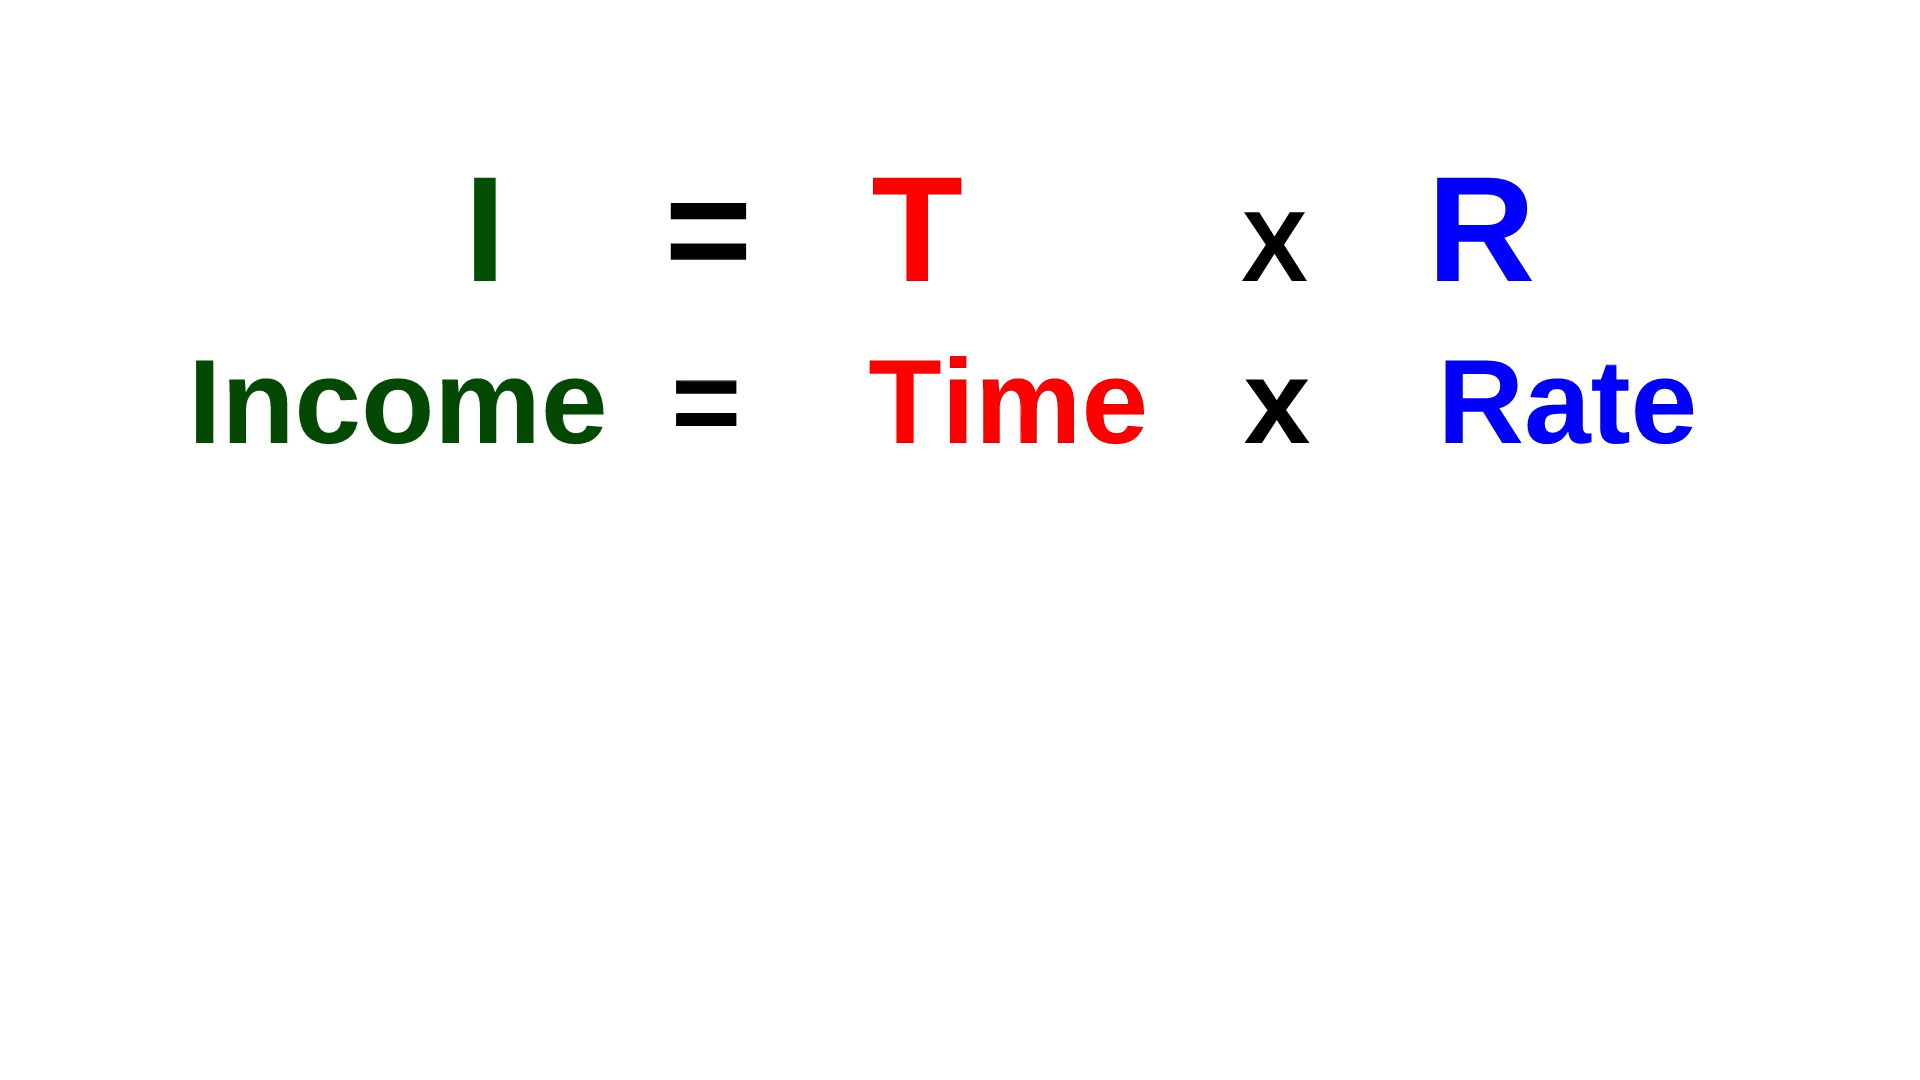 I = T x R
Income = Time x Rate